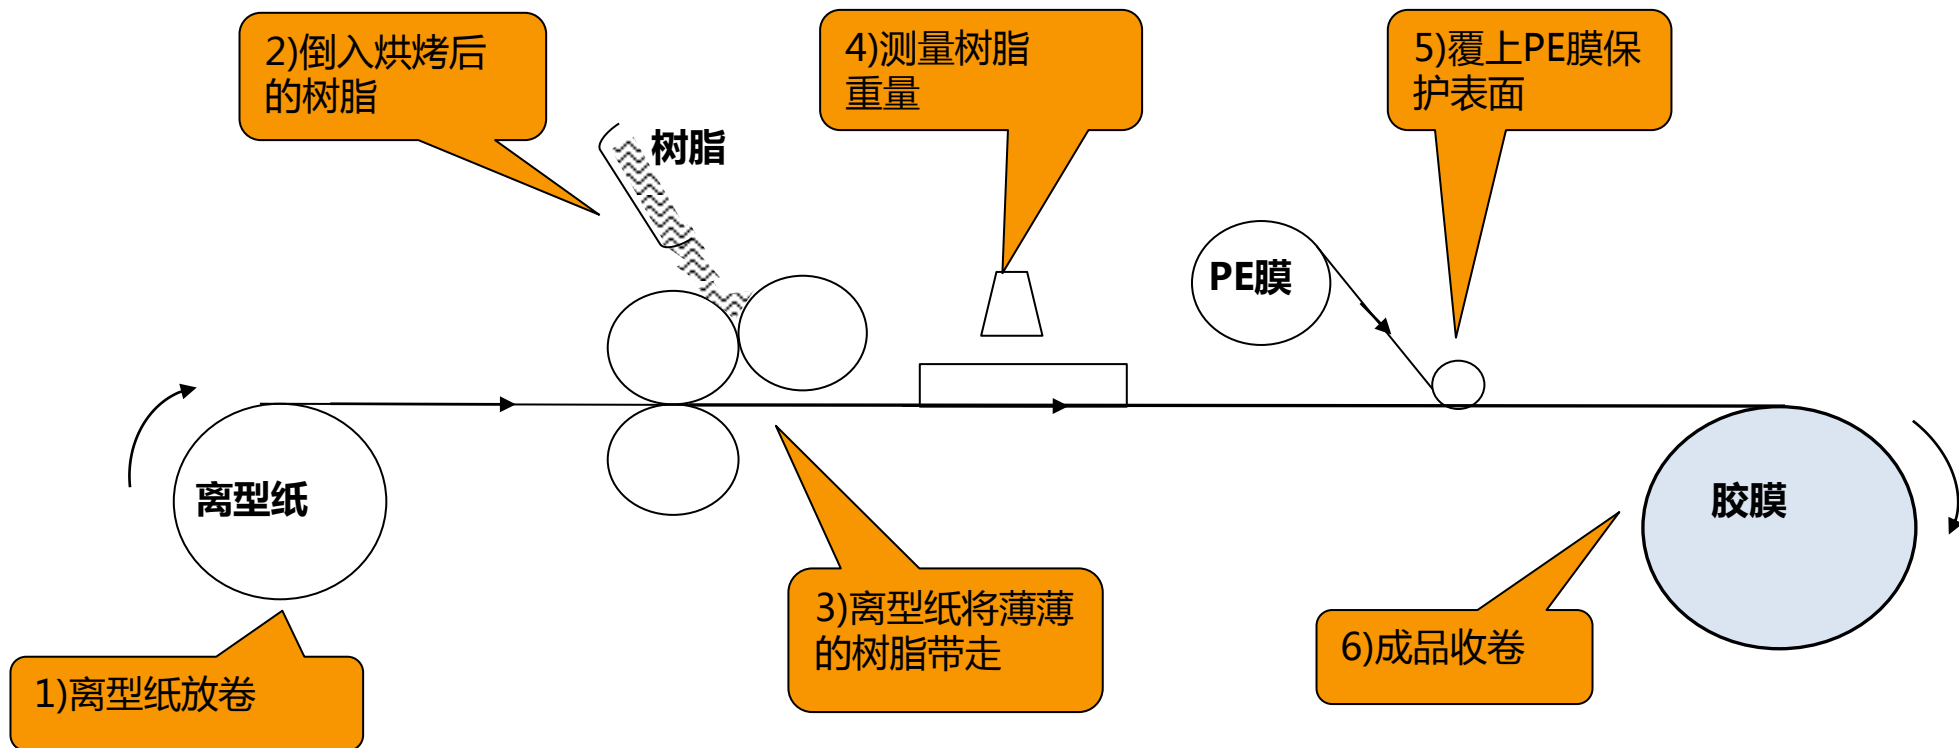 2)倒入烘烤后
的树脂
树脂
4)测量树脂
重量
5)覆上PE膜保
护表面
PE膜
离型纸
胶膜
1)离型纸放卷
3)离型纸将薄薄
的树脂带走
6)成品收卷